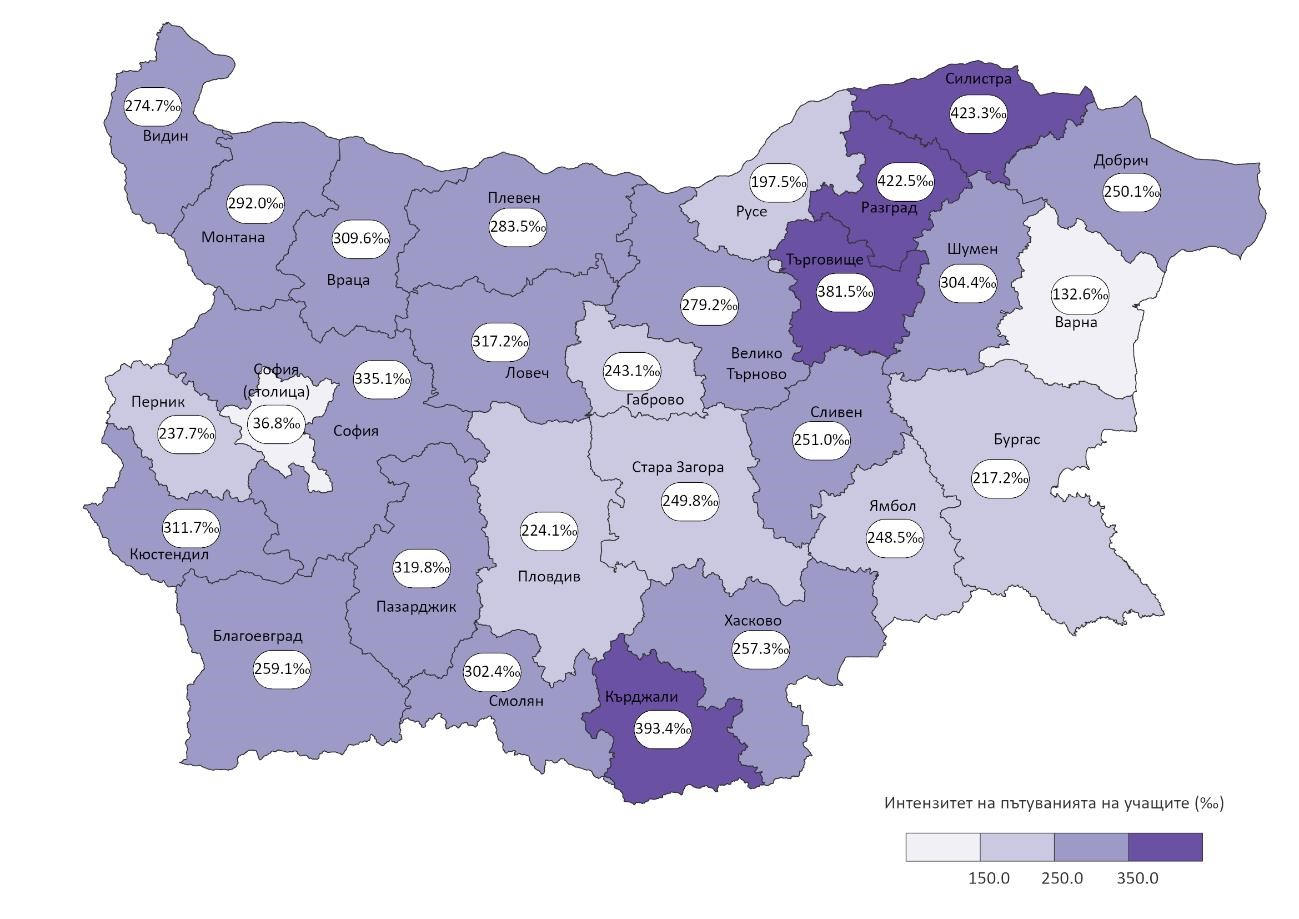 Силистра
423.3‰
274.7‰
Видин
Добрич
250.1‰
197.5‰
Русе
422.5‰
Разград
292.0‰
Монтана
Плевен
283.5‰
309.6‰
Враца
Шумен
304.4‰
Търговище
381.5‰
132.6‰
Варна
279.2‰
Велико
Търново
317.2‰
Ловеч
243.1‰
Габрово
София
(столица)
36.8‰
335.1‰
София
Перник
237.7‰
Сливен
251.0‰
Бургас
217.2‰
Стара Загора
249.8‰
Ямбол
248.5‰
311.7‰
Кюстендил
224.1‰
Пловдив
319.8‰
Пазарджик
Благоевград
259.1‰
302.4‰
Смолян
Хасково
257.3‰
Кърджали
393.4‰
Интензитет на пътуванията на учащите (‰)
150.0 250.0 350.0